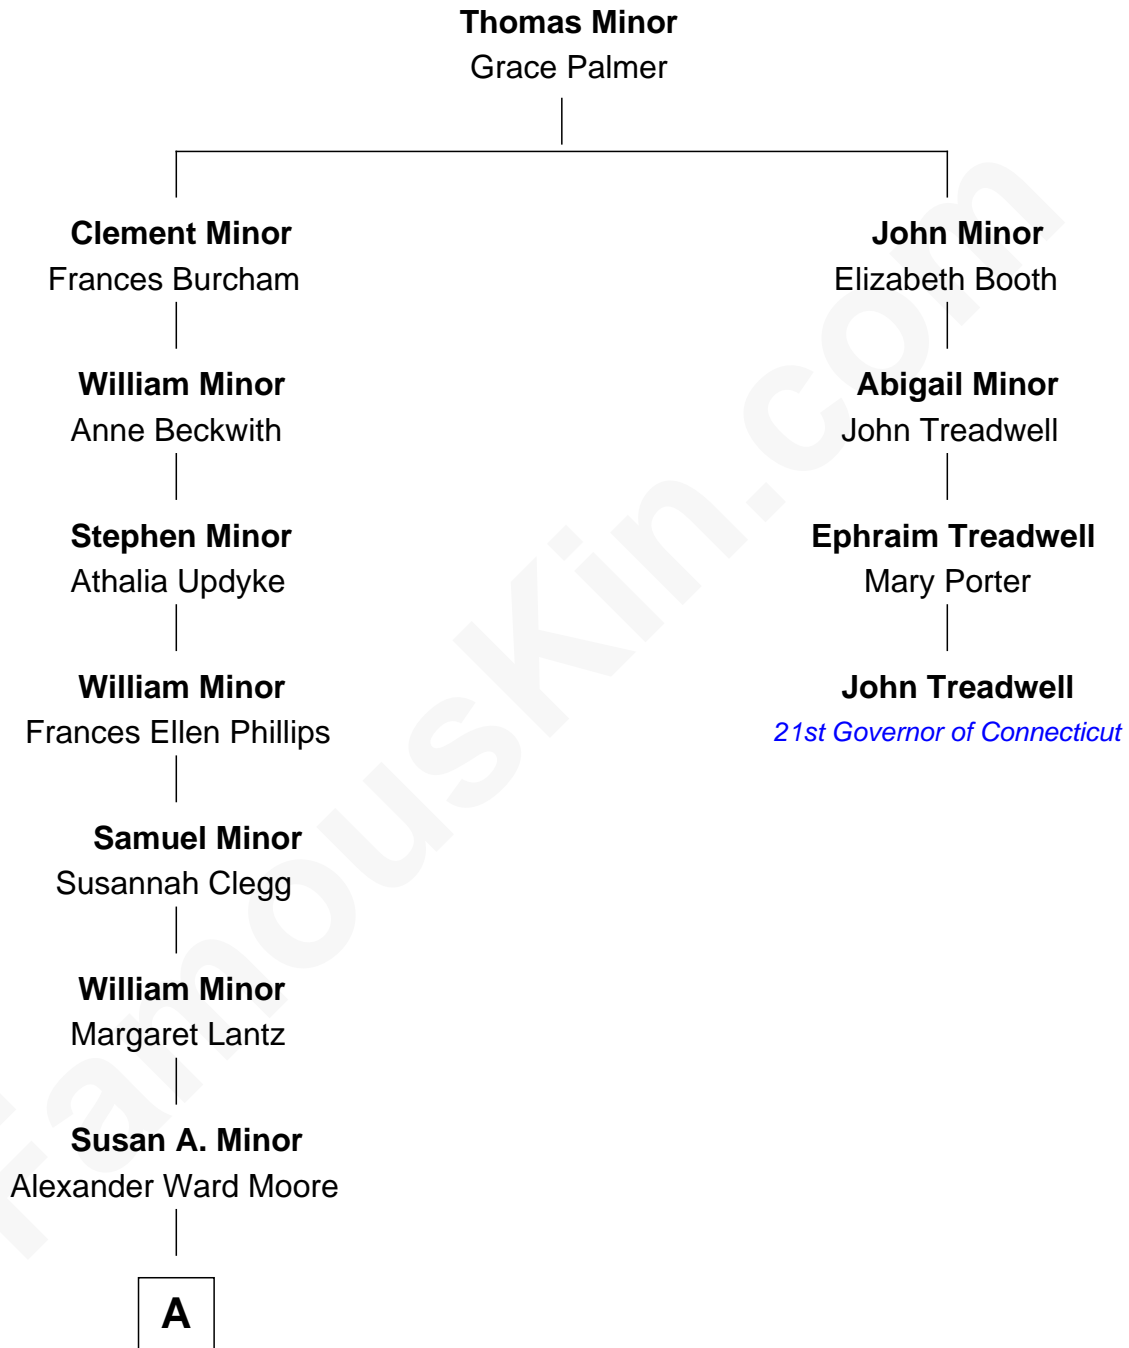 Thomas Minor
Grace Palmer
Clement Minor
Frances Burcham
William Minor
Anne Beckwith
Stephen Minor
Athalia Updyke
William Minor
Frances Ellen Phillips
Samuel Minor
Susannah Clegg
William Minor
Margaret Lantz
Susan A. Minor
Alexander Ward Moore
A
John Minor
Elizabeth Booth
Abigail Minor
John Treadwell
Ephraim Treadwell
Mary Porter
John Treadwell
21st Governor of Connecticut
FamousKin.com